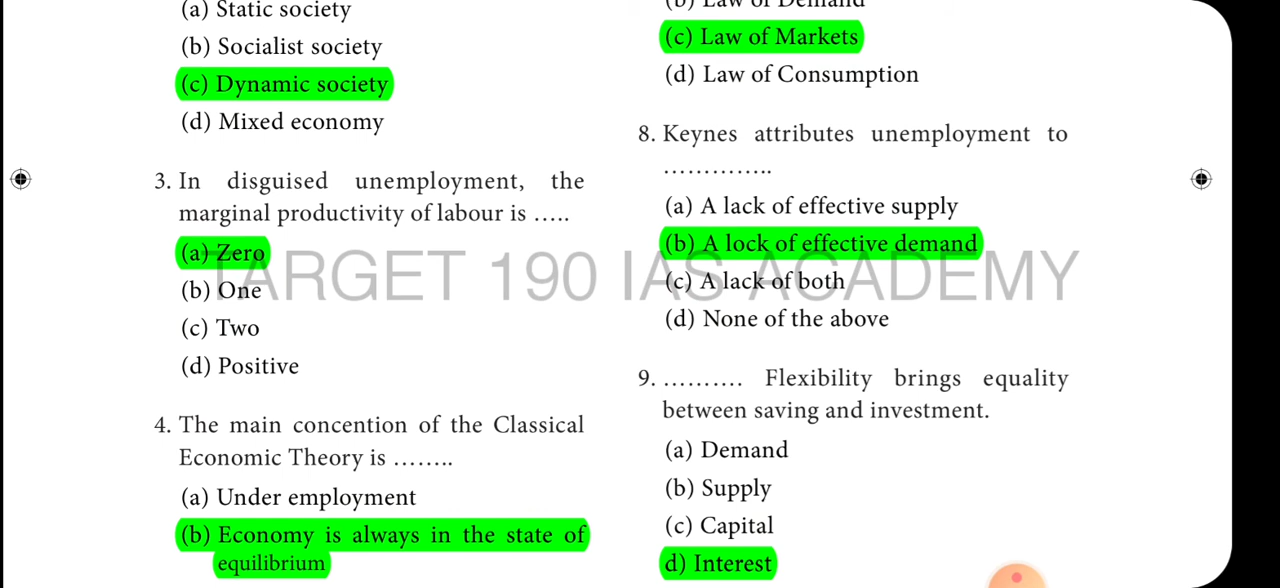 (a) Static society
(b) Socialist society
(c) Dynamic society
(d) Mixed economy
3. In disguised unemployment, the
marginal productivity of labour is .....
(a) Zero
(b) One
(c) Two
(d) Positive
4. The main concention of the Classical
Economic Theory is ........
(a) Under employment
(b) Economy is always in the state of
equilibrium
(b) Law of Demand
(c) Law of Markets
(d) Law of Consumption
8. Keynes attributes unemployment to
..............
(a) A lack of effective supply
(b) A lock of effective demand
(c) A lack of both
(d) None of the above
9. .......... Flexibility brings equality
between saving and investment.
(a) Demand
(b) Supply
(c) Capital
d) Interest
TARGET 190 IAS ACADEMY